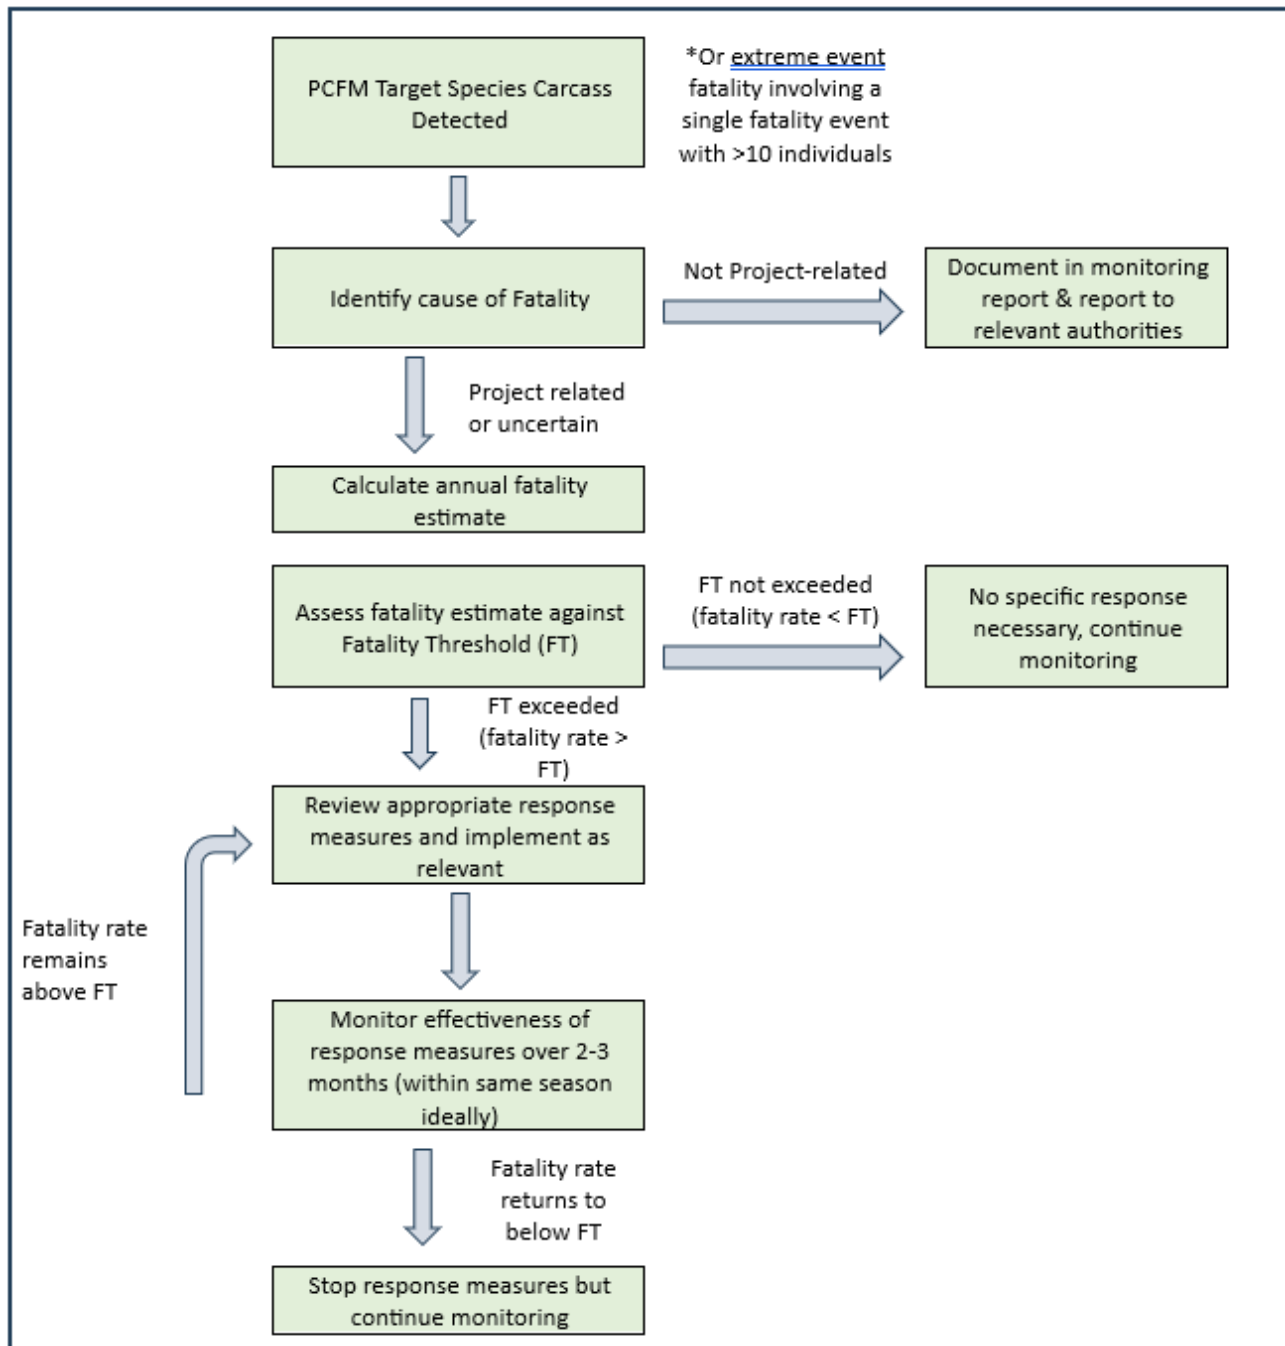 PCFM Target Species Carcass
Detected
*Or extreme event
fatality involving a
single fatality event
with >10 individuals
Identify cause of Fatality
Not Project-related
Document in monitoring
report & report to
relevant authorities
Project related
or uncertain
Calculate annual fatality
estimate
Assess fatality estimate against
Fatality Threshold (FT)
FT not exceeded
(fatality rate < FT)
No specific response
necessary, continue
monitoring
FT exceeded
(fatality rate >
FT)
Review appropriate response
measures and implement as
relevant
Fatality rate
remains
above FT
Monitor effectiveness of
response measures over 2-3
months (within same season
ideally)
Fatality rate
returns to
below FT
Stop response measures but
continue monitoring